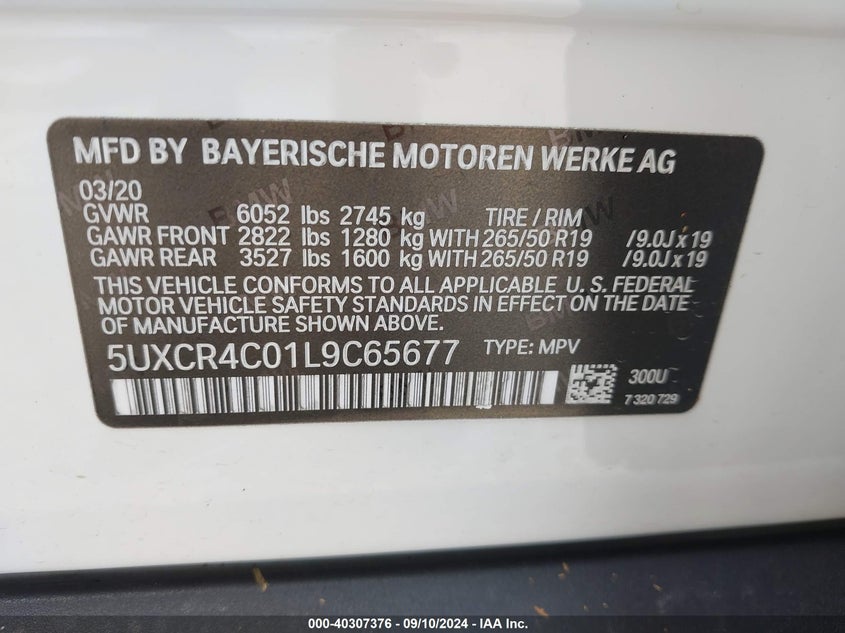 MFD BY BAYERISCHE MOTOREN WERKE AG
03/20
GVWR 6052 lbs 2745 kg TIRE / RIM
GAWR FRONT 2822 lbs 1280 kg WITH 265/50 R19 /9.0J x 19
GAWR REAR 3527 lbs 1600 kg WITH 265/50 R19 /9.0J x 19
THIS VEHICLE CONFORMS TO ALL APPLICABLE U. S. FEDERAL
MOTOR VEHICLE SAFETY STANDARDS IN EFFECT ON THE DATE
OF MANUFACTURE SHOWN ABOVE.
5UXCR4C01L9C65677 TYPE: MPV
300U
7 320 729
000-40307376 - 09/10/2024 - IAA Inc.